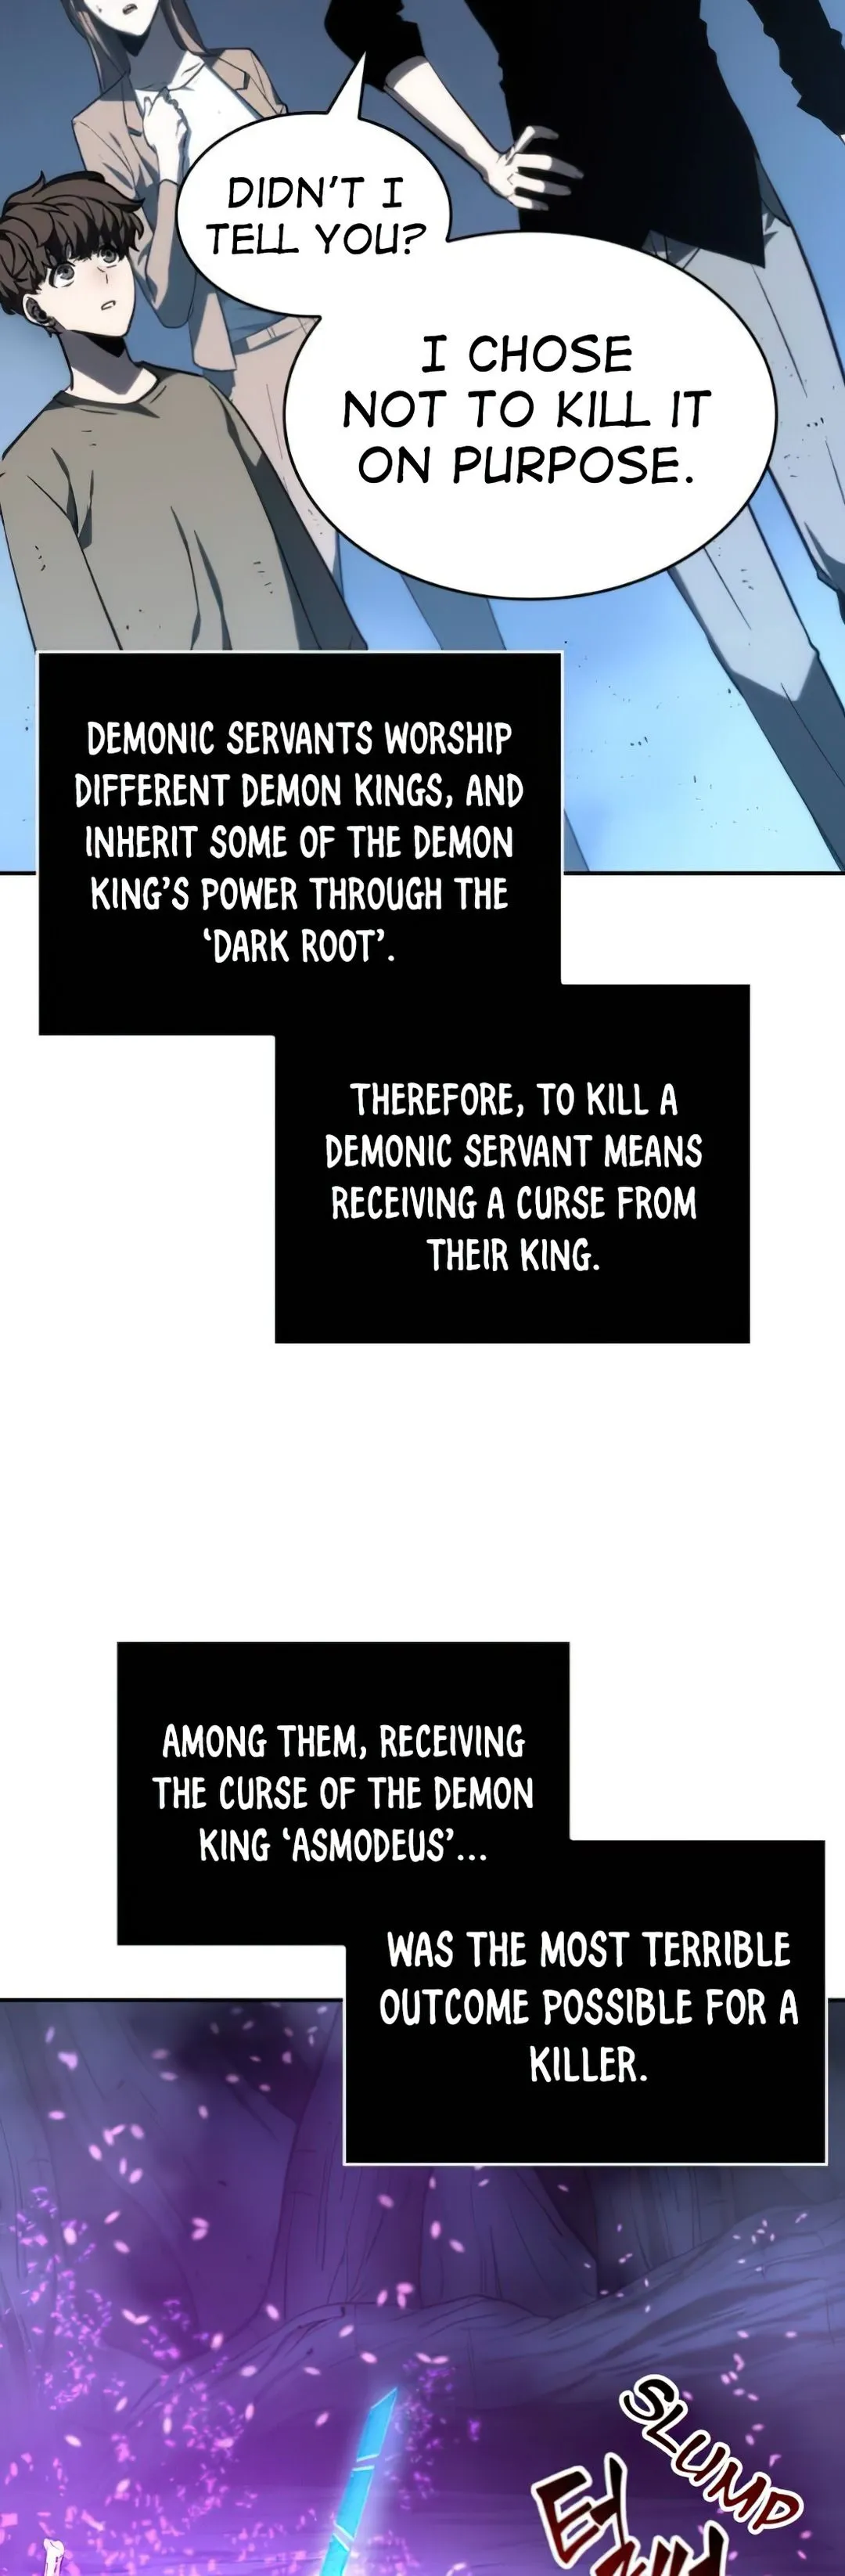 DIDN'T I
TELL YOU?
I CHOSE
NOT TO KILL IT
ON PURPOSE.
DEMONIC SERVANTS WORSHIP
DIFFERENT DEMON KINGS, AND
INHERIT SOME OF THE DEMON
KING'S POWER THROUGH THE
'DARK ROOT'.
THEREFORE, TO KILL A
DEMONIC SERVANT MEANS
RECEIVING A CURSE FROM
THEIR KING.
AMONG THEM, RECEIVING
THE CURSE OF THE DEMON
KING 'ASMODEUS'...
WAS THE MOST TERRIBLE
OUTCOME POSSIBLE FOR A
KILLER.
SLUMP